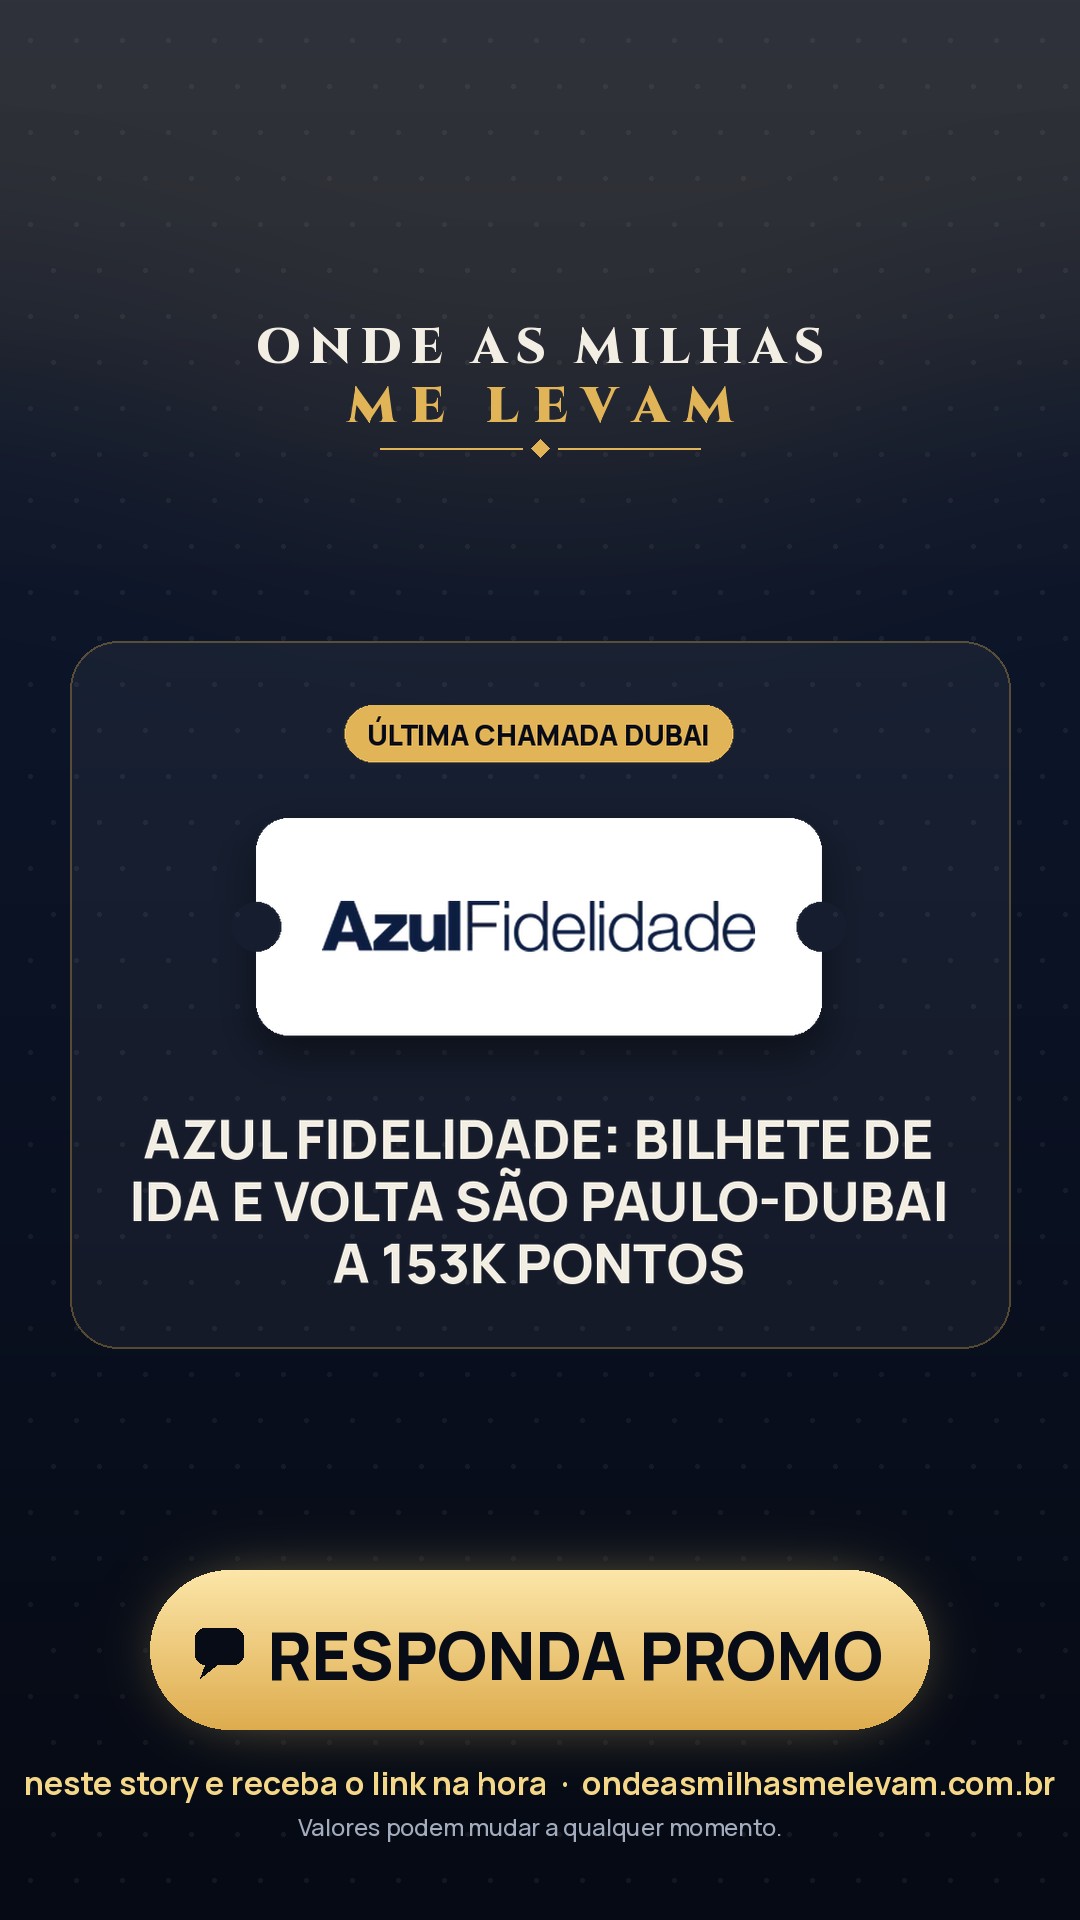 ONDE AS MILHAS
ME LEVAM
ÚLTIMA CHAMADA DUBAI
AzulFidelidade
AZUL FIDELIDADE: BILHETE DE
IDA E VOLTA SÃO PAULO-DUBAI
A 153K PONTOS
RESPONDA PROMO
neste story e receba o link na hora · ondeasmilhasmelevam.com.br
Valores podem mudar a qualquer momento.